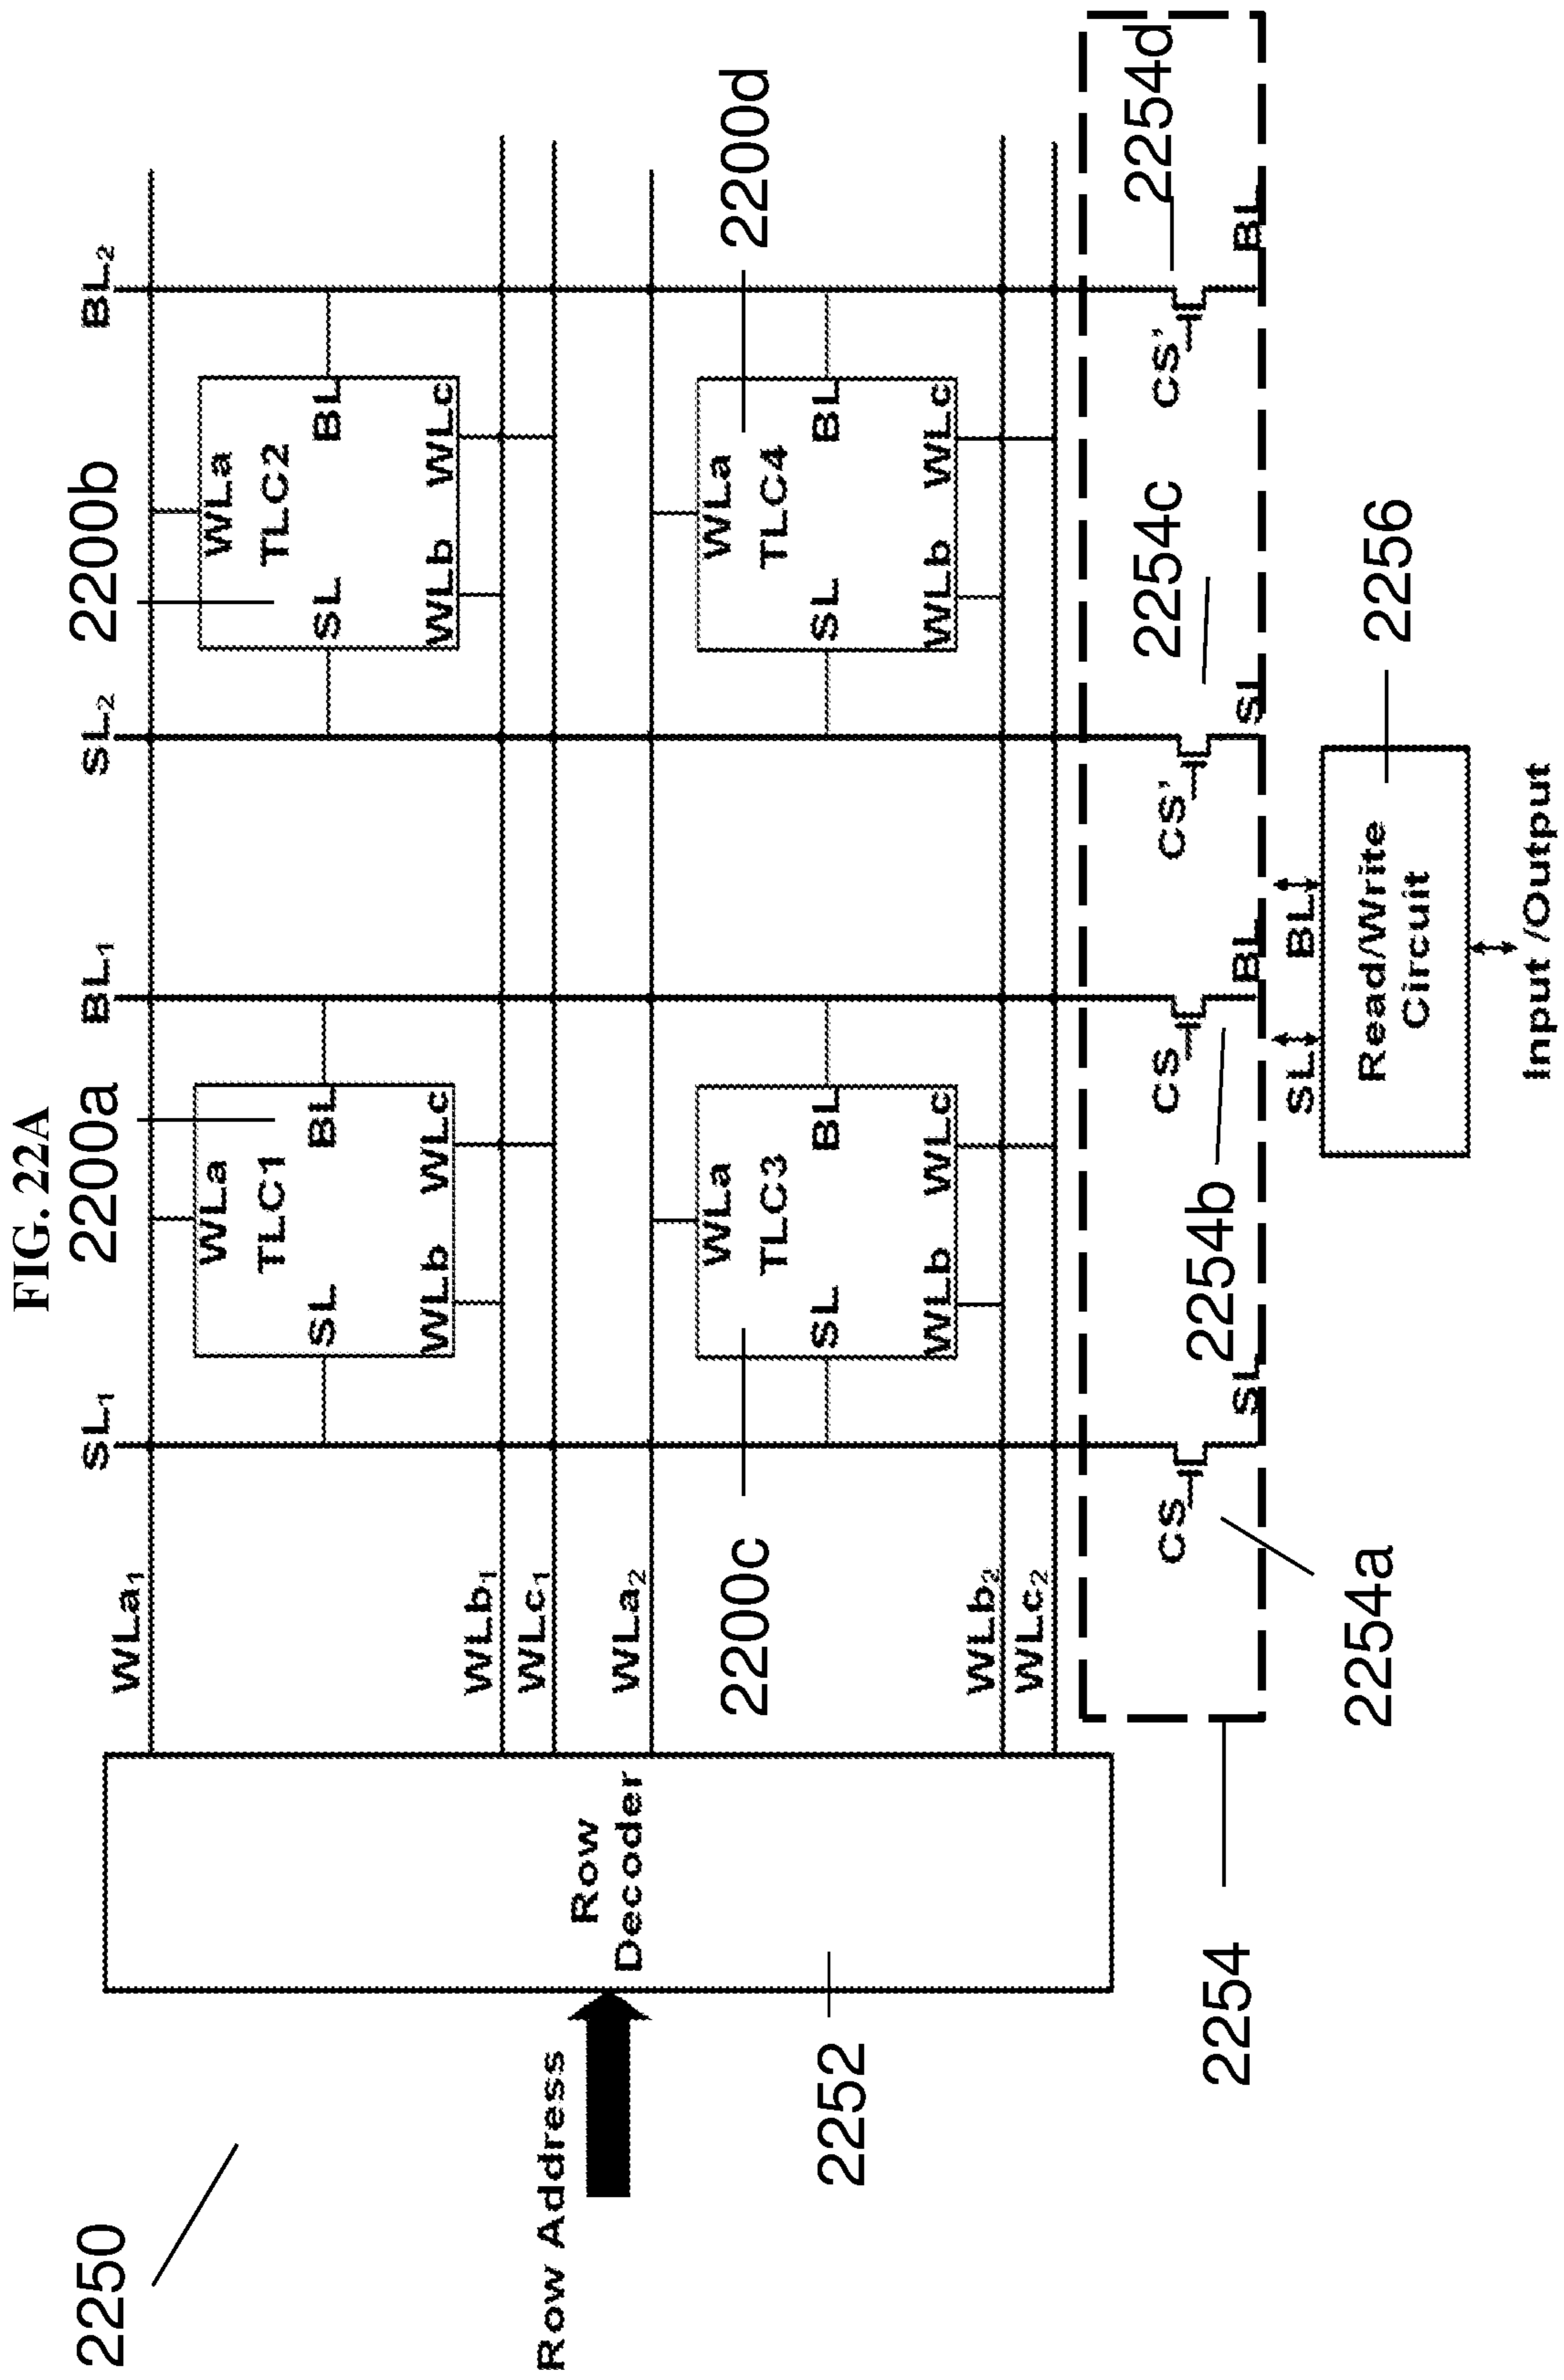 FIG. 22A
2250
2200a
2200b
SL₁
BL₁
SL₂
BL₂
WLa₁
WLa
TLC1
SL
BL
WLb
WLc
WLa
TLC2
SL
BL
WLb
WLc
WLb₁
WLc₁
WLa₂
Row Address
Row
Decoder
2252
2200c
WLa
TLC3
SL
BL
WLb
WLc
2200d
WLa
TLC4
SL
BL
WLb
WLc
WLb₂
WLc₂
2254
CS
2254a
SL
CS
2254b
BL
CS'
2254c
SL
CS'
2254d
BL
SL
BL
Read/Write
Circuit
2256
Input /Output